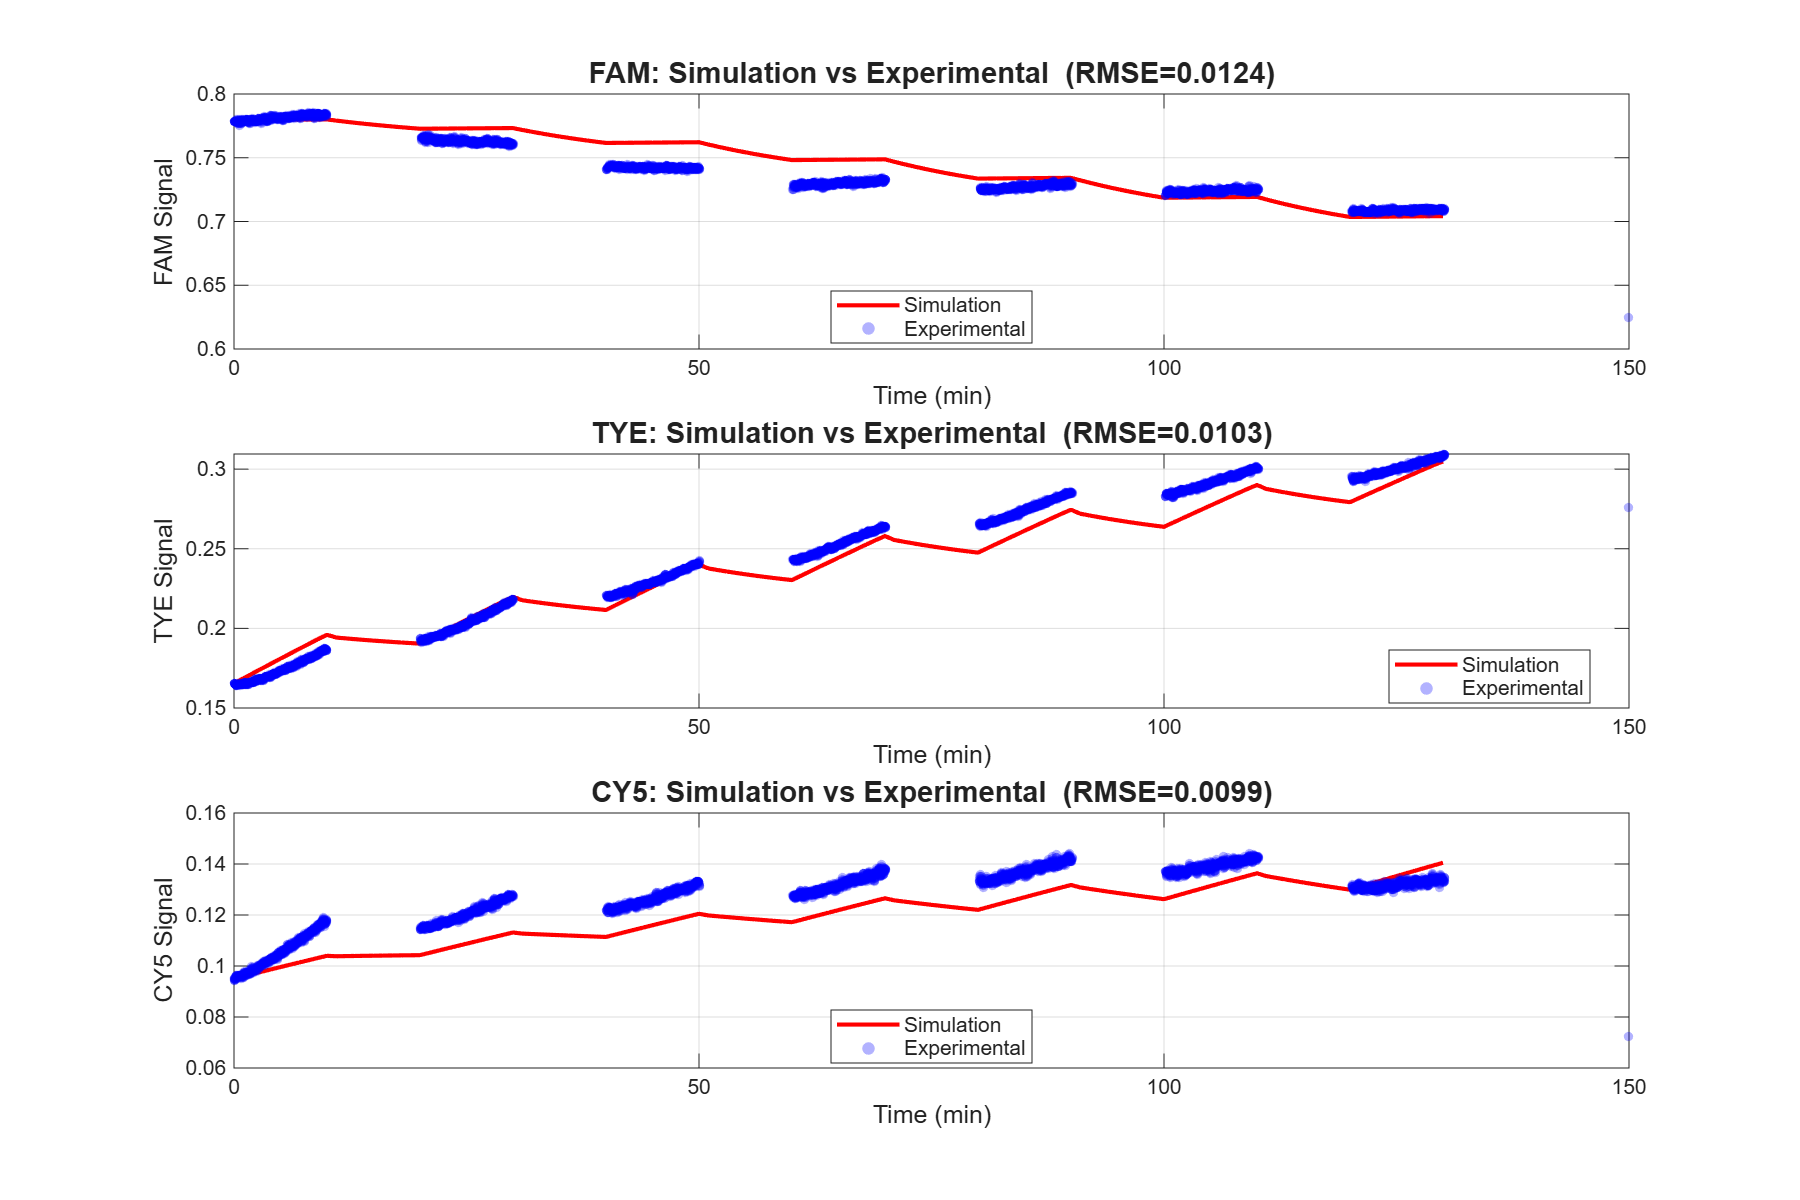 FAM: Simulation vs Experimental (RMSE=0.0124)
0.8
0.75
0.7
0.65
0.6
FAM Signal
Simulation
Experimental
0
50
100
150
Time (min)
TYE: Simulation vs Experimental (RMSE=0.0103)
0.3
0.25
0.2
0.15
TYE Signal
Simulation
Experimental
0
50
100
150
Time (min)
CY5: Simulation vs Experimental (RMSE=0.0099)
0.16
0.14
0.12
0.1
0.08
0.06
CY5 Signal
Simulation
Experimental
0
50
100
150
Time (min)